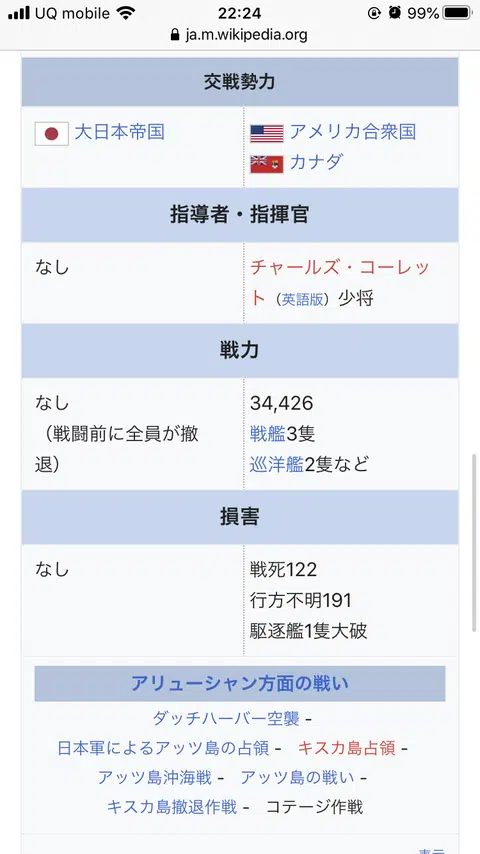 UQ mobile 22:24 99%
ja.m.wikipedia.org
交戦勢力
大日本帝国 アメリカ合衆国
カナダ
指導者・指揮官
なし チャールズ・コーレッ
ト（英語版）少将
戦力
なし 34,426
（戦闘前に全員が撤 戦艦3隻
退） 巡洋艦2隻など
損害
なし 戦死122
行方不明191
駆逐艦1隻大破
アリューシャン方面の戦い
ダッチハーバー空襲 -
日本軍によるアッツ島の占領 - キスカ島占領 -
アッツ島沖海戦 - アッツ島の戦い -
キスカ島撤退作戦 - コテージ作戦